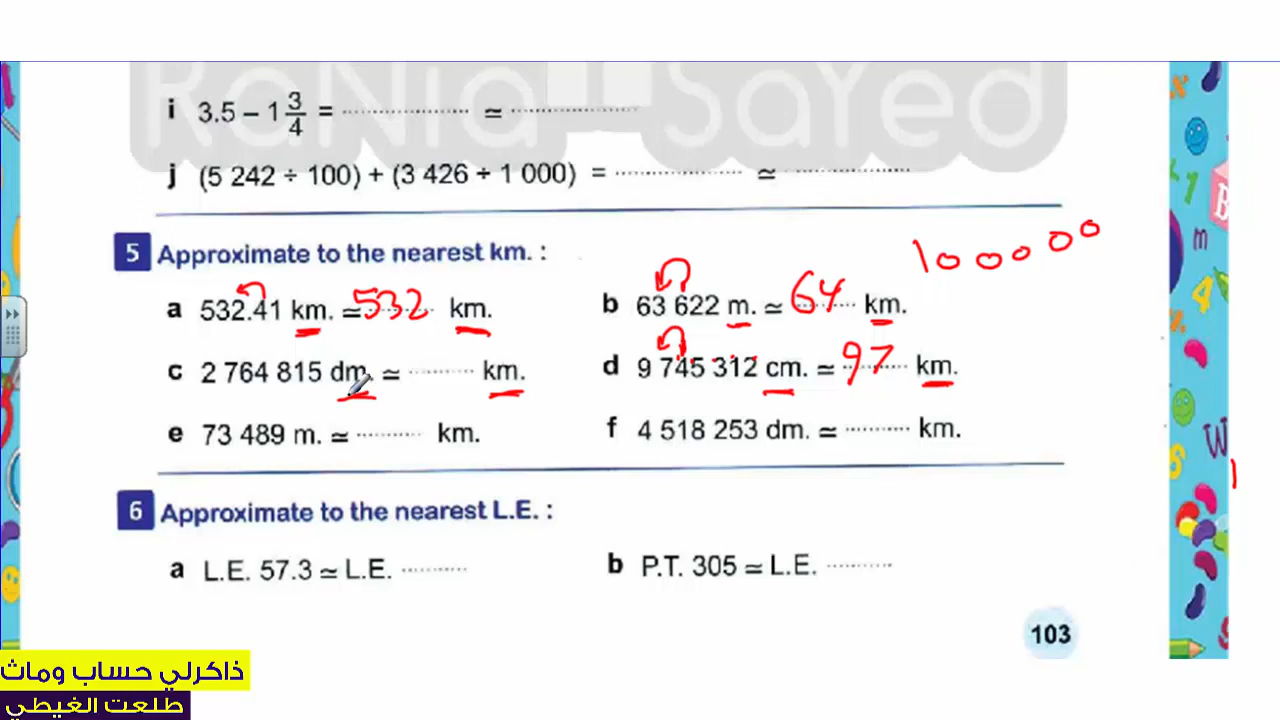 RaNia Sayed
i 3.5 – 1 3/4 = .................... ≃ ....................
j (5 242 ÷ 100) + (3 426 ÷ 1 000) = .................... ≃ ....................
100000
5 Approximate to the nearest km. :
a 532.41 km. ≃ 532 km.
b 63 622 m. ≃ 64 km.
c 2 764 815 dm. ≃ .......... km.
d 9 745 312 cm. ≃ 97 km.
e 73 489 m. ≃ .......... km.
f 4 518 253 dm. ≃ .......... km.
6 Approximate to the nearest L.E. :
a L.E. 57.3 ≃ L.E. ..........
b P.T. 305 ≃ L.E. ..........
103
ذاكرلي حساب وماث
طلعت الغيطي